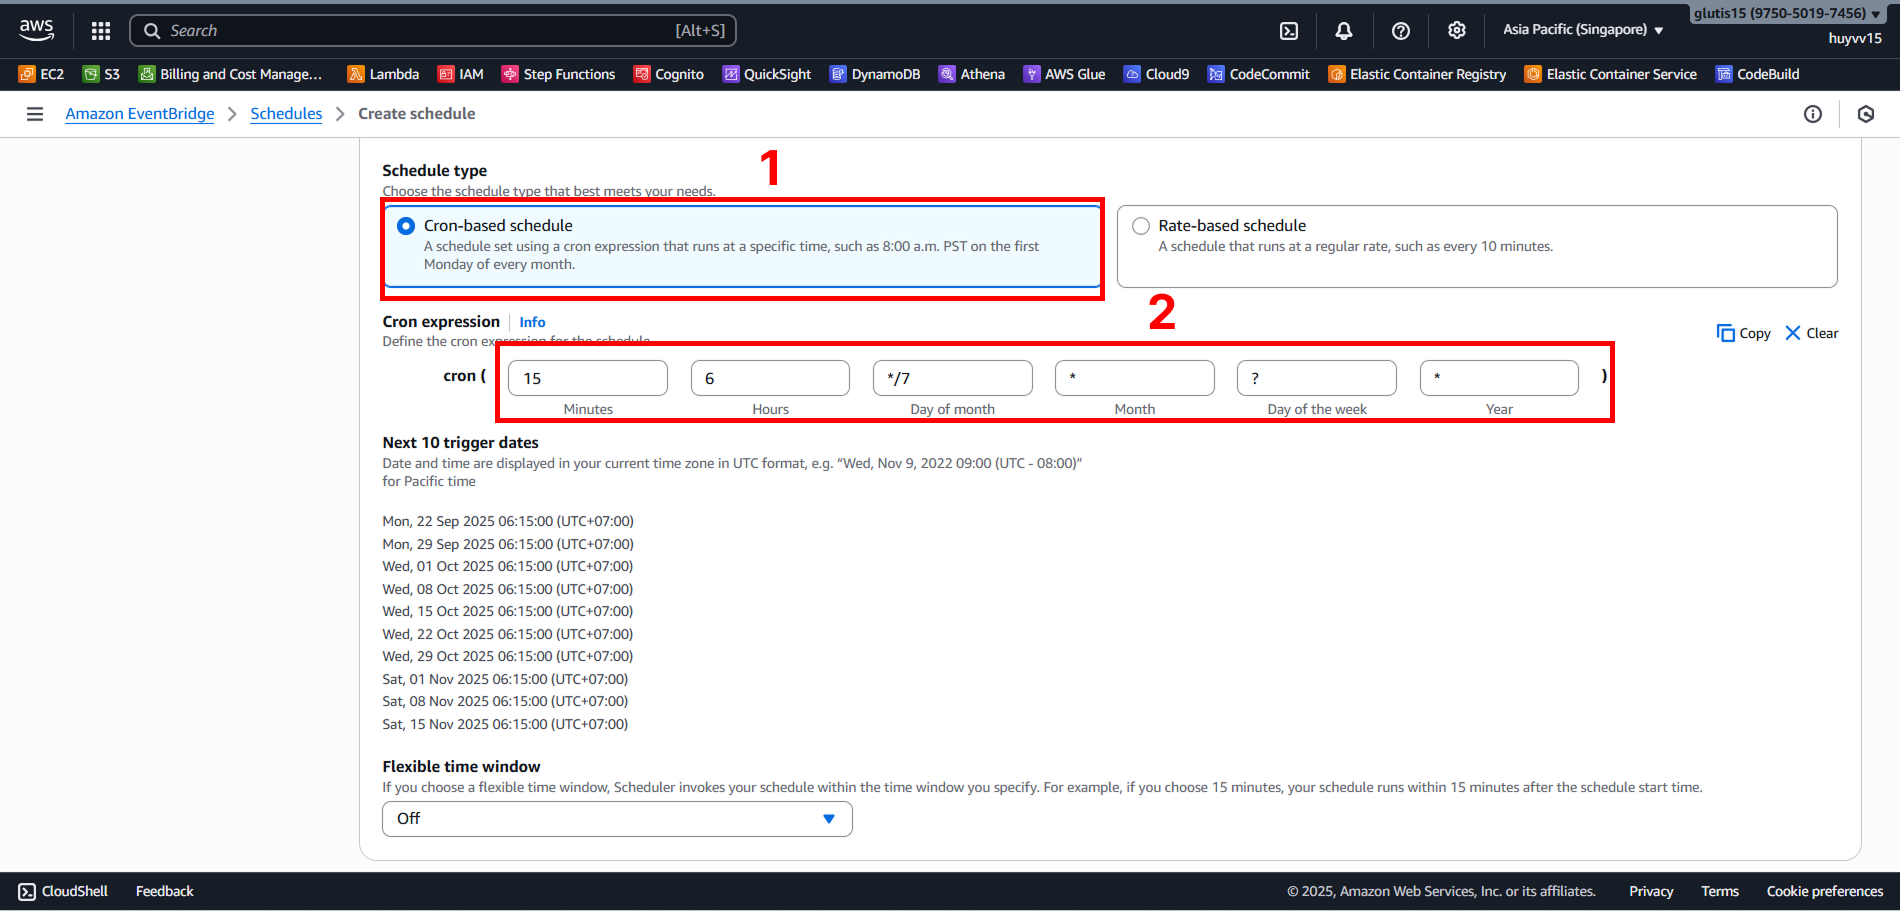 aws
Search
[Alt+S]
Asia Pacific (Singapore)
glutis15 (9750-5019-7456)
huyvv15
EC2
S3
Billing and Cost Manage...
Lambda
IAM
Step Functions
Cognito
QuickSight
DynamoDB
Athena
AWS Glue
Cloud9
CodeCommit
Elastic Container Registry
Elastic Container Service
CodeBuild
Amazon EventBridge
Schedules
Create schedule
1
Schedule type
Choose the schedule type that best meets your needs.
Cron-based schedule
A schedule set using a cron expression that runs at a specific time, such as 8:00 a.m. PST on the first
Monday of every month.
Rate-based schedule
A schedule that runs at a regular rate, such as every 10 minutes.
2
Cron expression
Info
Define the cron expression for the schedule
Copy
Clear
cron (
15
6
*/7
*
?
*
)
Minutes
Hours
Day of month
Month
Day of the week
Year
Next 10 trigger dates
Date and time are displayed in your current time zone in UTC format, e.g. “Wed, Nov 9, 2022 09:00 (UTC - 08:00)”
for Pacific time
Mon, 22 Sep 2025 06:15:00 (UTC+07:00)
Mon, 29 Sep 2025 06:15:00 (UTC+07:00)
Wed, 01 Oct 2025 06:15:00 (UTC+07:00)
Wed, 08 Oct 2025 06:15:00 (UTC+07:00)
Wed, 15 Oct 2025 06:15:00 (UTC+07:00)
Wed, 22 Oct 2025 06:15:00 (UTC+07:00)
Wed, 29 Oct 2025 06:15:00 (UTC+07:00)
Sat, 01 Nov 2025 06:15:00 (UTC+07:00)
Sat, 08 Nov 2025 06:15:00 (UTC+07:00)
Sat, 15 Nov 2025 06:15:00 (UTC+07:00)
Flexible time window
If you choose a flexible time window, Scheduler invokes your schedule within the time window you specify. For example, if you choose 15 minutes, your schedule runs within 15 minutes after the schedule start time.
Off
CloudShell
Feedback
© 2025, Amazon Web Services, Inc. or its affiliates.
Privacy
Terms
Cookie preferences